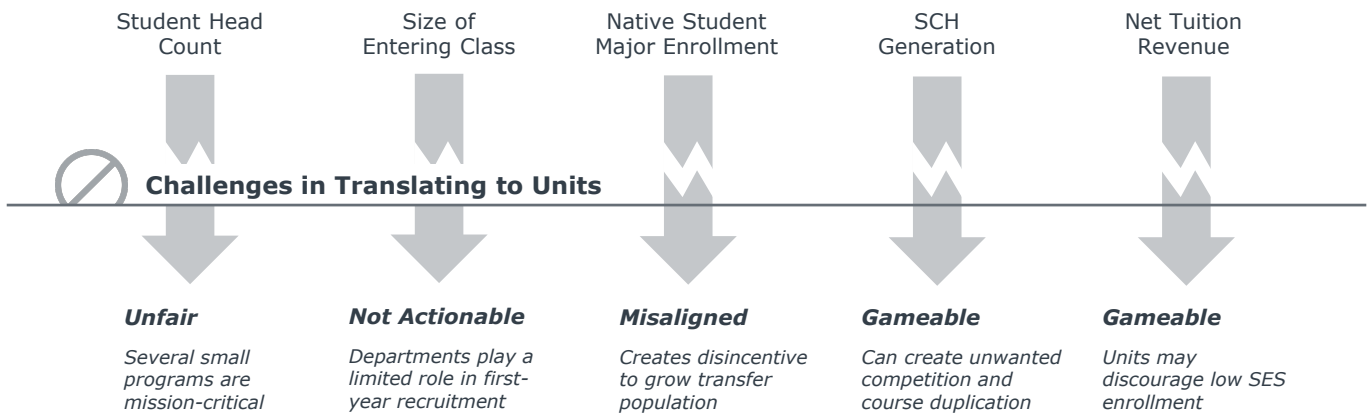 Student Head
Count
Size of
Entering Class
Native Student
Major Enrollment
SCH
Generation
Net Tuition
Revenue
Challenges in Translating to Units
Unfair
Several small
programs are
mission-critical
Not Actionable
Departments play a
limited role in first-
year recruitment
Misaligned
Creates disincentive
to grow transfer
population
Gameable
Can create unwanted
competition and
course duplication
Gameable
Units may
discourage low SES
enrollment